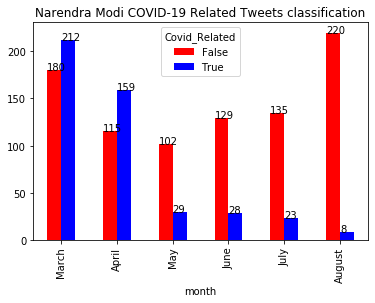 Narendra Modi COVID-19 Related Tweets classification
Covid_Related
False
True
200
150
100
50
0
180
212
115
159
102
29
129
28
135
23
220
8
March
April
May
June
July
August
month